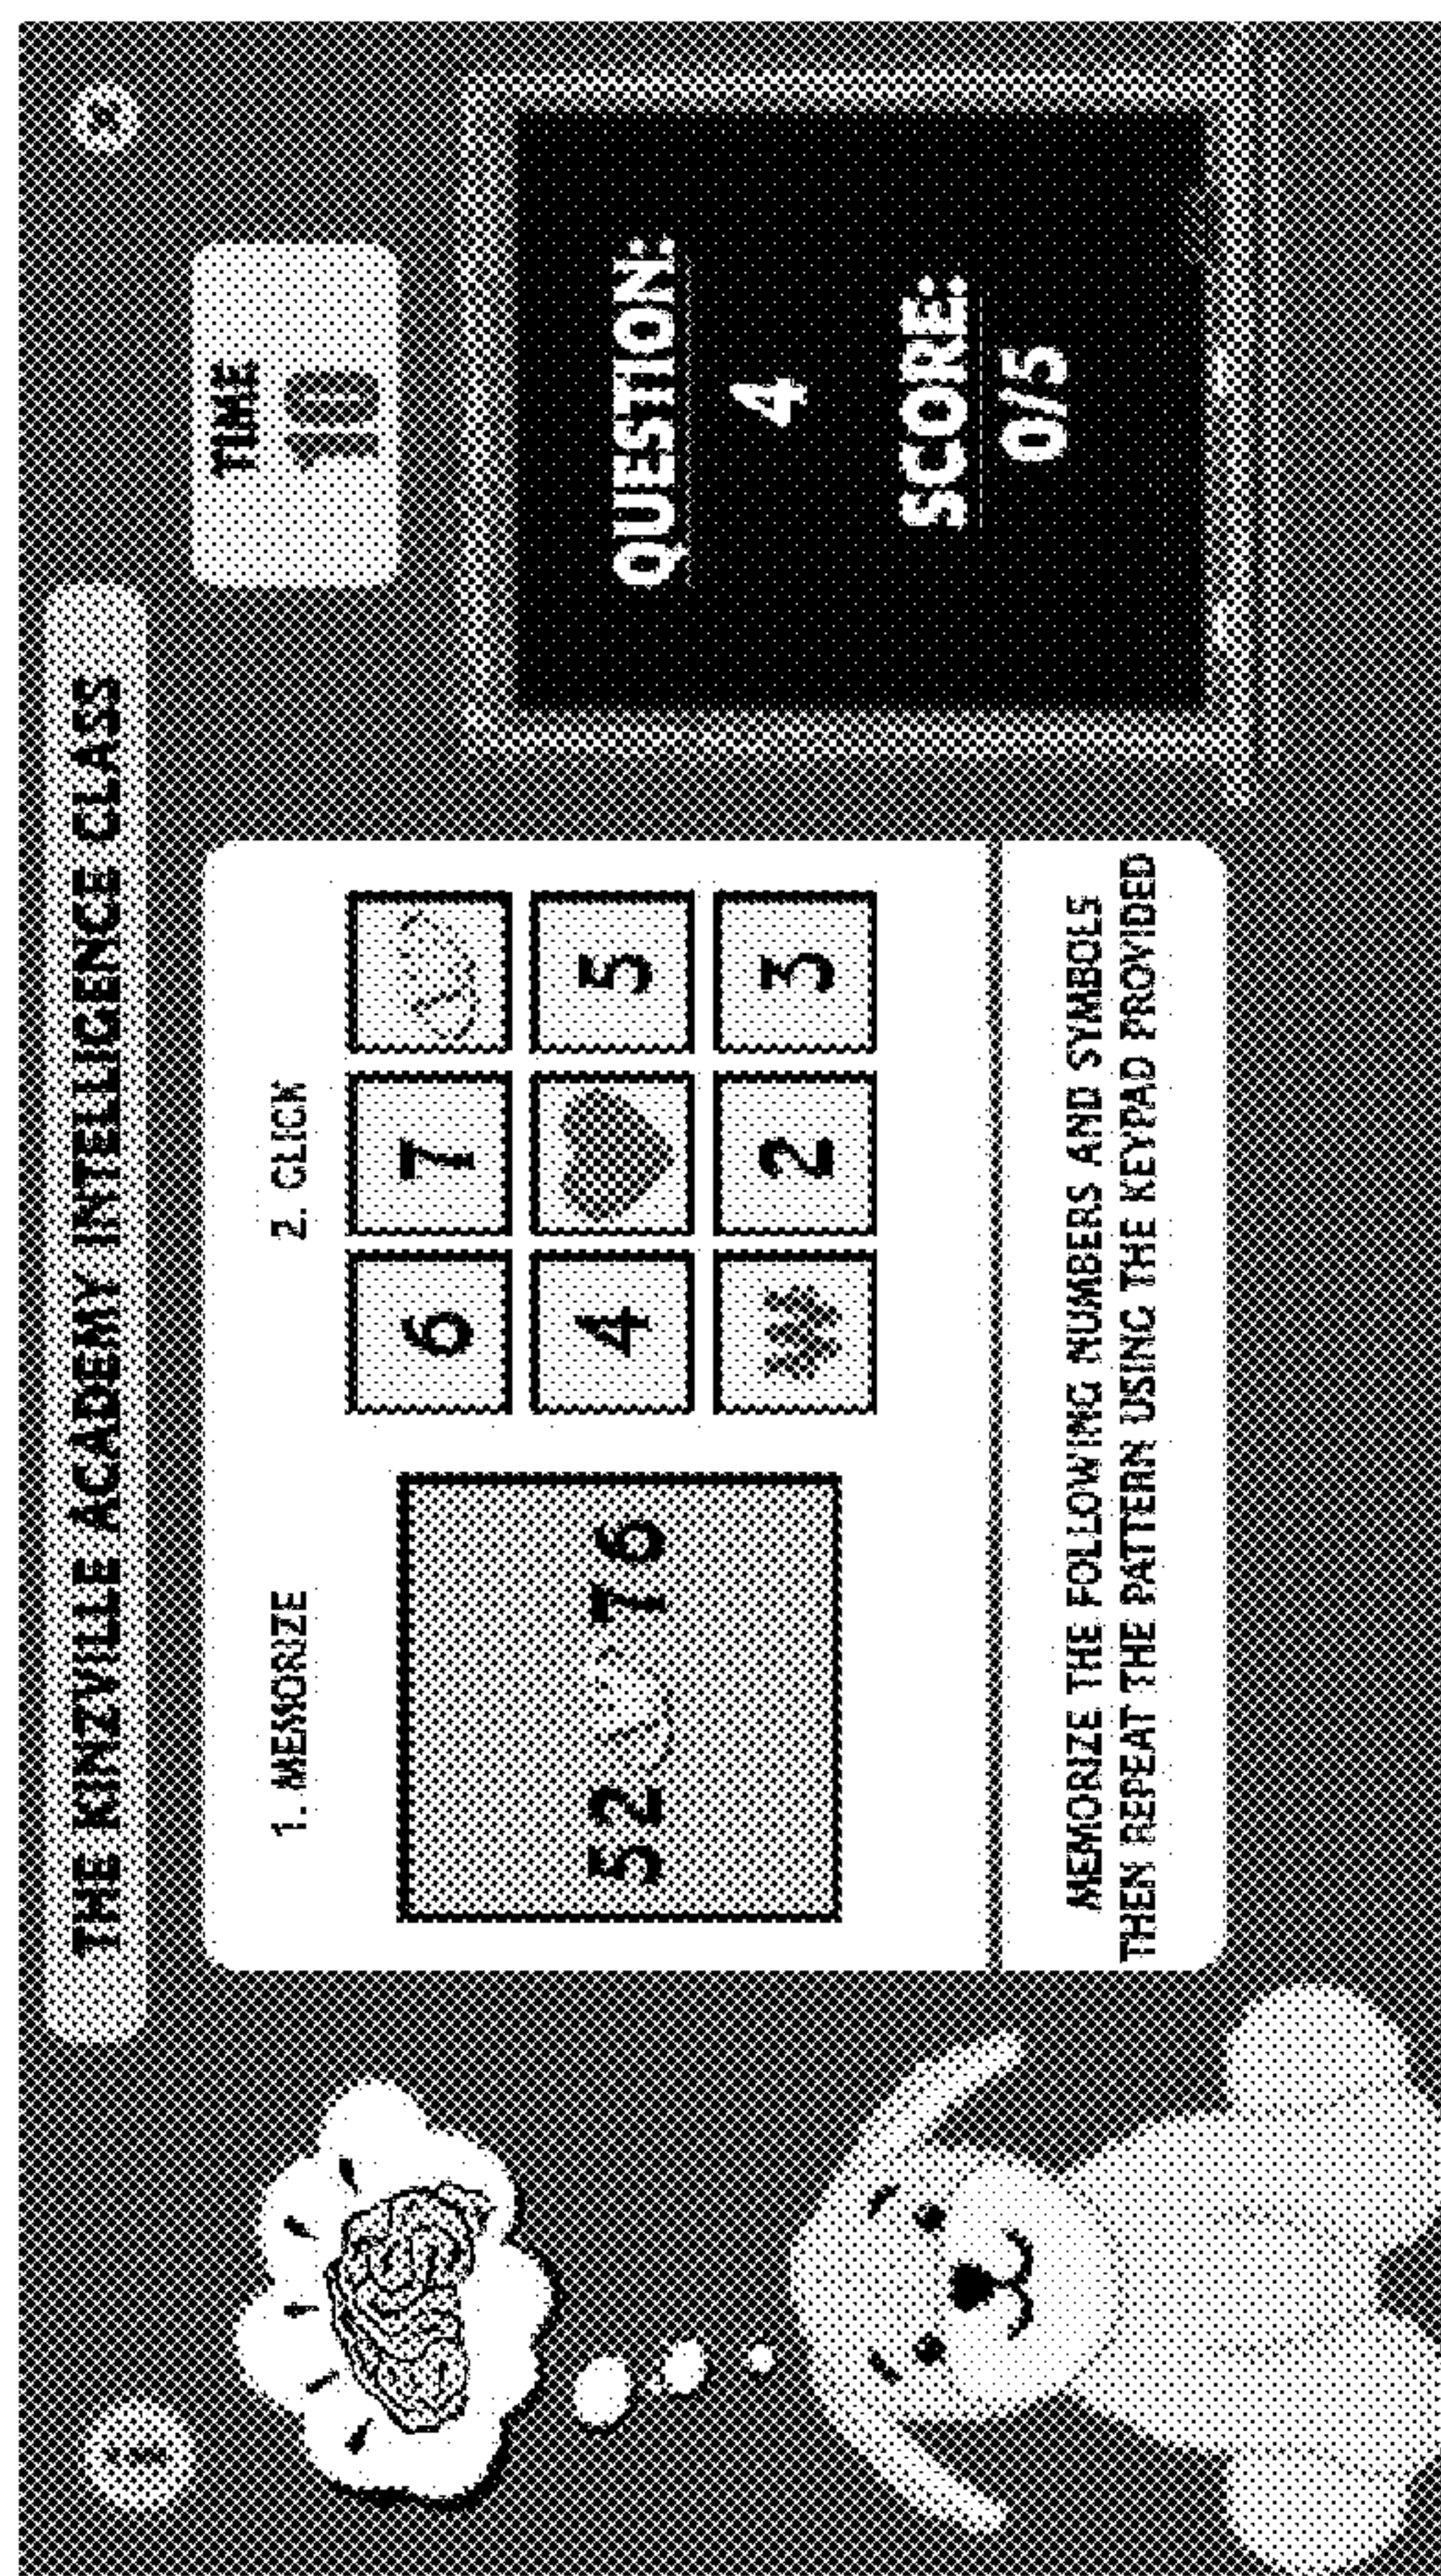 THE KINZVILLE ACADEMY INTELLIGENCE CLASS
TIME
10
1. MEMORIZE
52 76
2. CLICK
6 7
4 5
2 3
MEMORIZE THE FOLLOWING NUMBERS AND SYMBOLS
THEN REPEAT THE PATTERN USING THE KEYPAD PROVIDED
QUESTION:
4
SCORE:
0/5